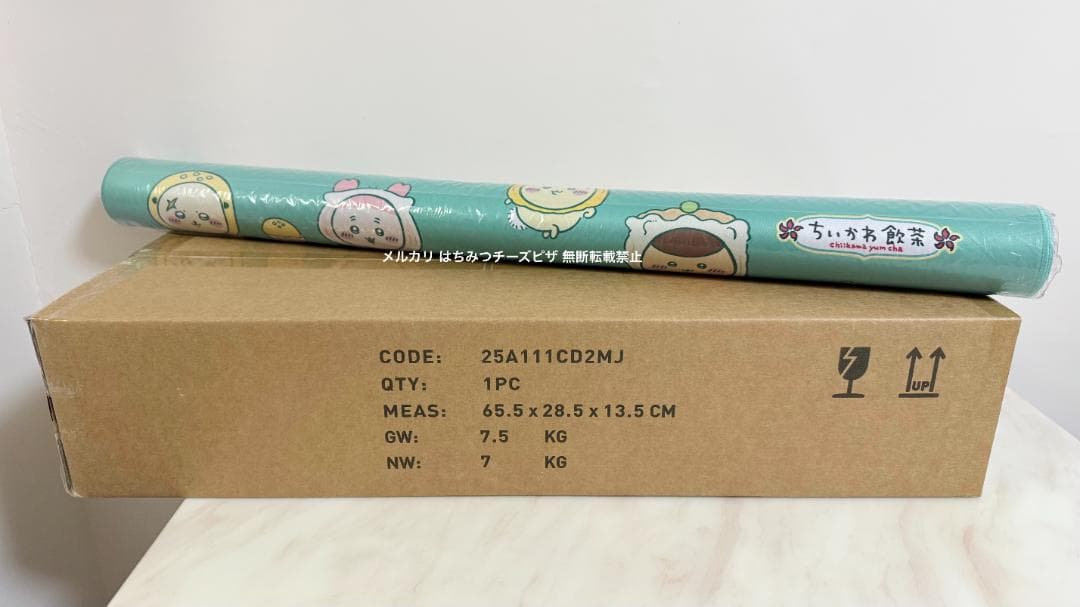 ちいかわ飲茶
chiikawa yum cha
メルカリ はちみつチーズピザ 無断転載禁止
CODE: 25A111CD2MJ
QTY: 1PC
MEAS: 65.5 x 28.5 x 13.5 CM
GW: 7.5 KG
NW: 7 KG
UP